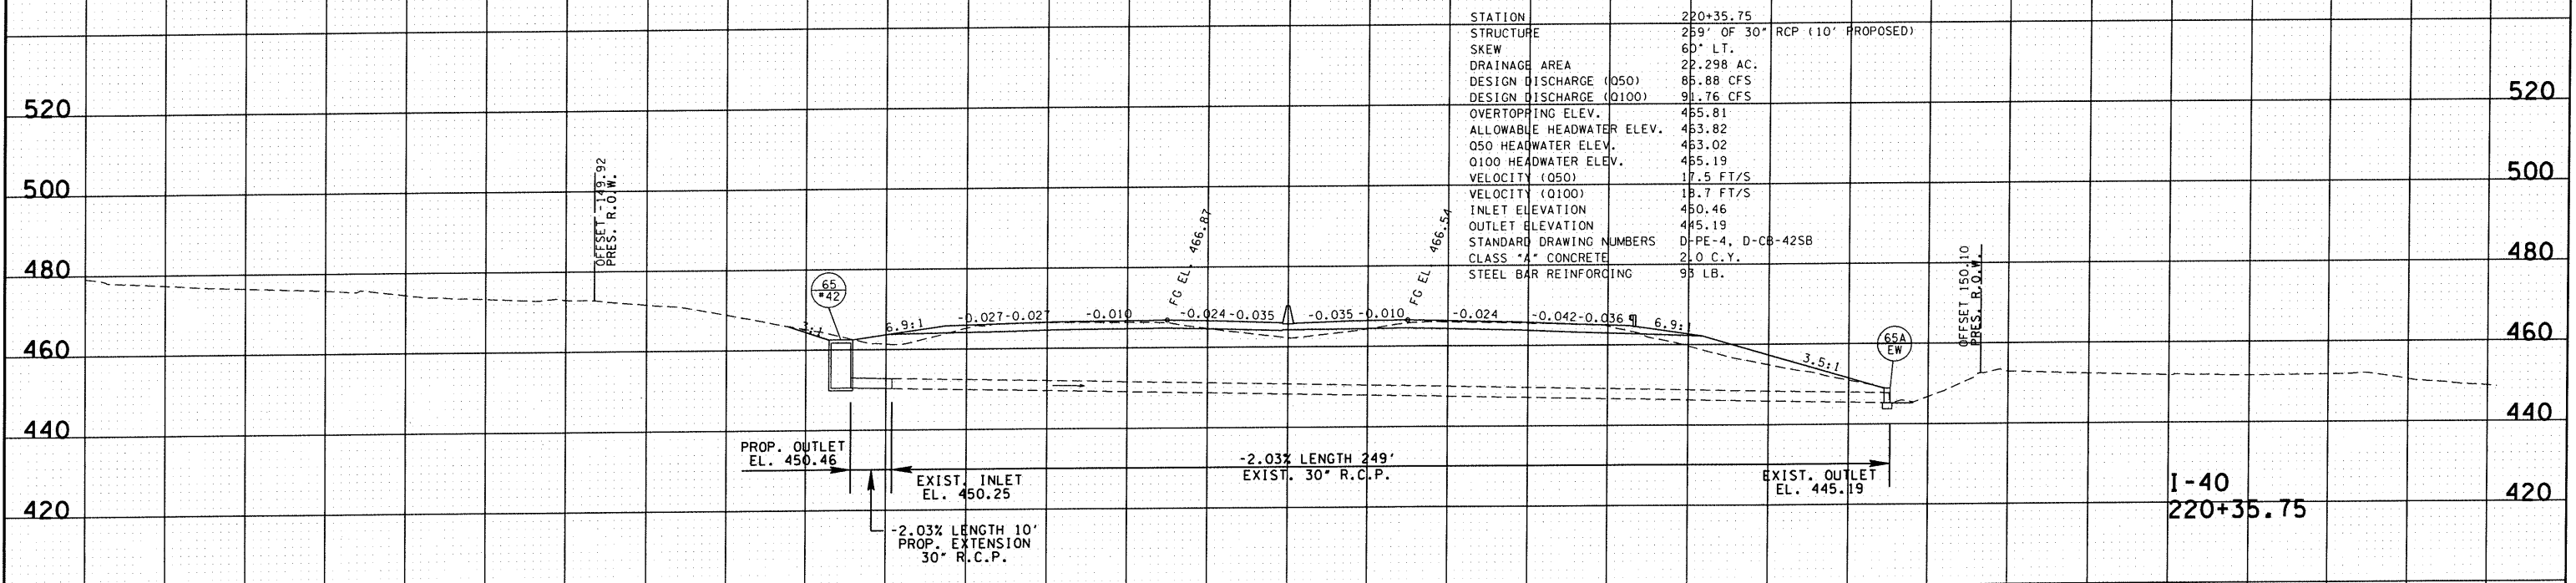 STATION 220+35.75
STRUCTURE 259' OF 30" RCP (10' PROPOSED)
SKEW 60° LT.
DRAINAGE AREA 22.298 AC.
DESIGN DISCHARGE (Q50) 85.88 CFS
DESIGN DISCHARGE (Q100) 91.76 CFS
OVERTOPPING ELEV. 465.81
ALLOWABLE HEADWATER ELEV. 463.82
Q50 HEADWATER ELEV. 463.02
Q100 HEADWATER ELEV. 465.19
VELOCITY (Q50) 17.5 FT/S
VELOCITY (Q100) 18.7 FT/S
INLET ELEVATION 450.46
OUTLET ELEVATION 445.19
STANDARD DRAWING NUMBERS D-PE-4, D-CB-42SB
CLASS "A" CONCRETE 2.0 C.Y.
STEEL BAR REINFORCING 93 LB.
520 520
500 500
480 480
460 460
440 440
420 420
OFFSET -149.92
PRES. R.O.W.
65
#42
3:1
6.9:1
-0.027 -0.027 -0.010
FG EL. 466.87
-0.024 -0.035
-0.035 -0.010
FG EL 466.54
-0.024 -0.042 -0.036
6.9:1
3.5:1
65A
EW
OFFSET 150.10
PRES. R.O.W.
PROP. OUTLET
EL. 450.46
EXIST. INLET
EL. 450.25
-2.03% LENGTH 10'
PROP. EXTENSION
30" R.C.P.
-2.03% LENGTH 249'
EXIST. 30" R.C.P.
EXIST. OUTLET
EL. 445.19
I-40
220+35.75